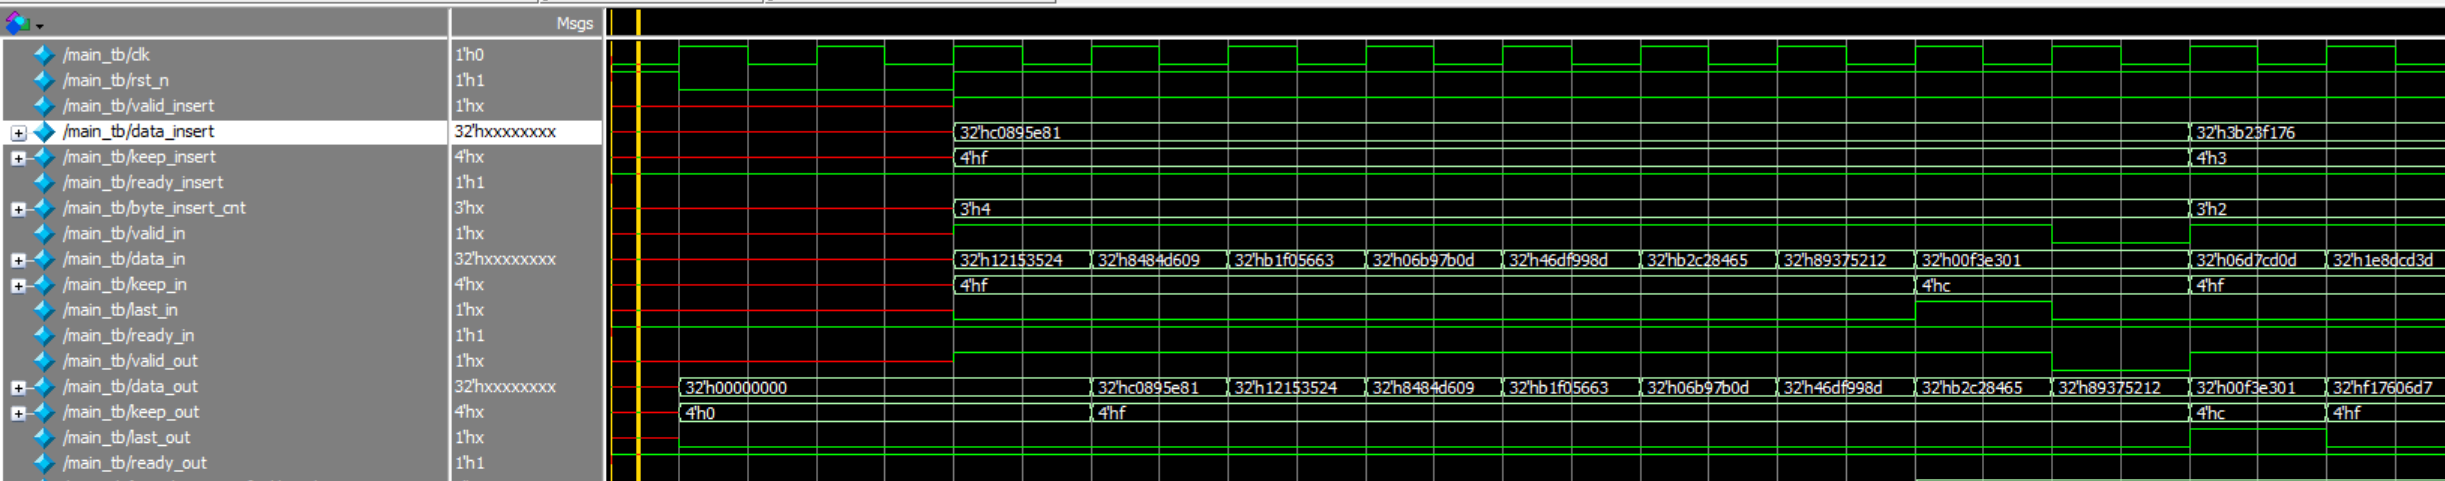 Msgs
/main_tb/clk 1'h0
/main_tb/rst_n 1'h1
/main_tb/valid_insert 1'hx
/main_tb/data_insert 32'hxxxxxxxx 32'hc0895e81 32'h3b23f176
/main_tb/keep_insert 4'hx 4'hf 4'h3
/main_tb/ready_insert 1'h1
/main_tb/byte_insert_cnt 3'hx 3'h4 3'h2
/main_tb/valid_in 1'hx
/main_tb/data_in 32'hxxxxxxxx 32'h12153524 32'h8484d609 32'hb1f05663 32'h06b97b0d 32'h46df998d 32'hb2c28465 32'h89375212 32'h00f3e301 32'h06d7cd0d 32'h1e8dcd3d
/main_tb/keep_in 4'hx 4'hf 4'hc 4'hf
/main_tb/last_in 1'hx
/main_tb/ready_in 1'h1
/main_tb/valid_out 1'hx
/main_tb/data_out 32'hxxxxxxxx 32'h00000000 32'hc0895e81 32'h12153524 32'h8484d609 32'hb1f05663 32'h06b97b0d 32'h46df998d 32'hb2c28465 32'h89375212 32'h00f3e301 32'hf17606d7
/main_tb/keep_out 4'hx 4'h0 4'hf 4'hc 4'hf
/main_tb/last_out 1'hx
/main_tb/ready_out 1'h1